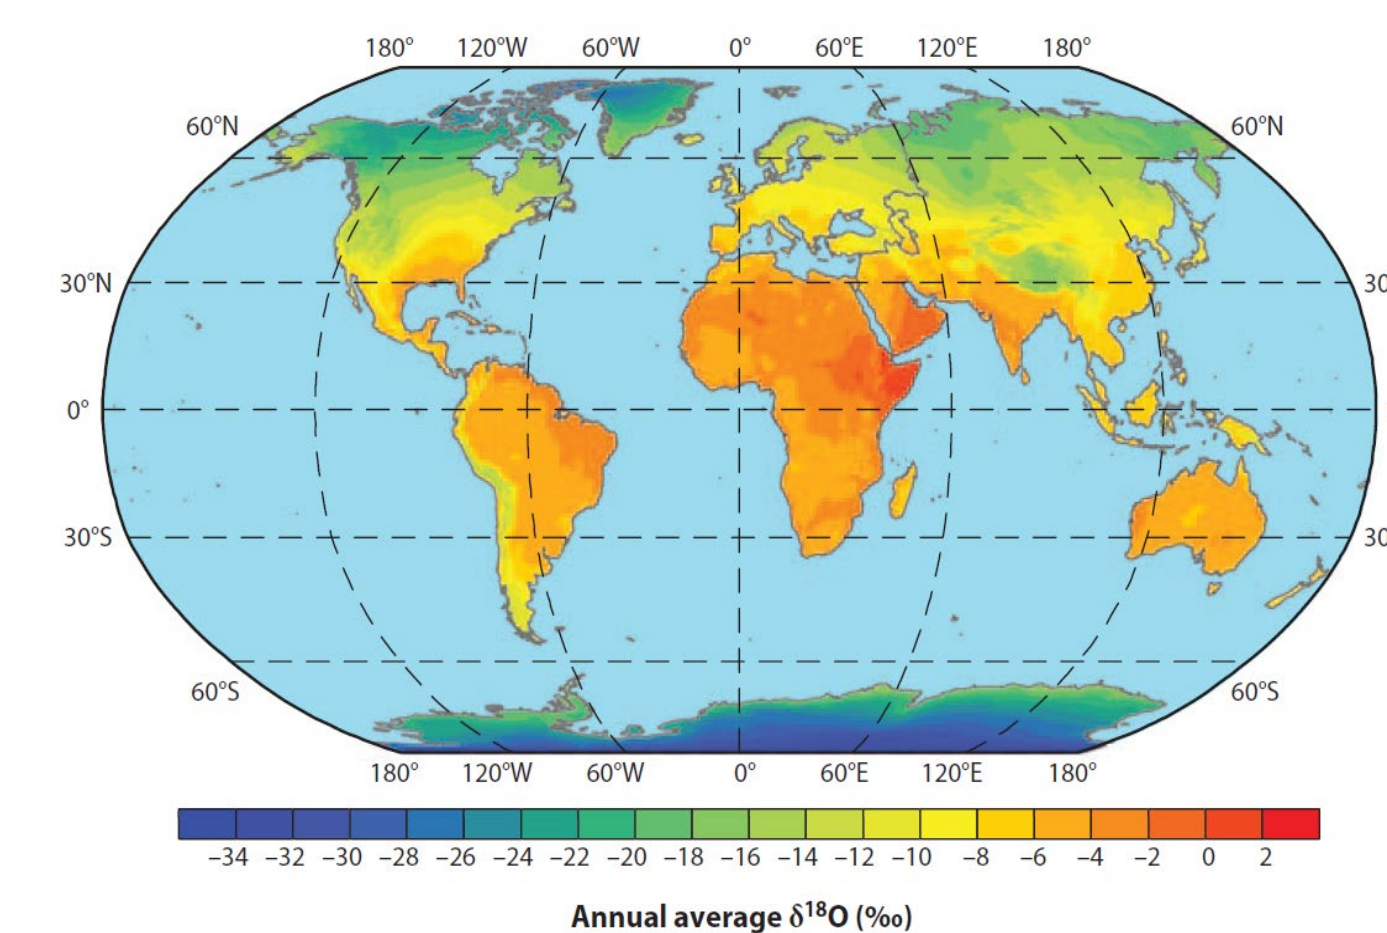 180° 120°W 60°W 0° 60°E 120°E 180°
60°N 60°N
30°N 30
0°
30°S 30
60°S 60°S
180° 120°W 60°W 0° 60°E 120°E 180°
–34 –32 –30 –28 –26 –24 –22 –20 –18 –16 –14 –12 –10 –8 –6 –4 –2 0 2
Annual average δ¹⁸O (‰)